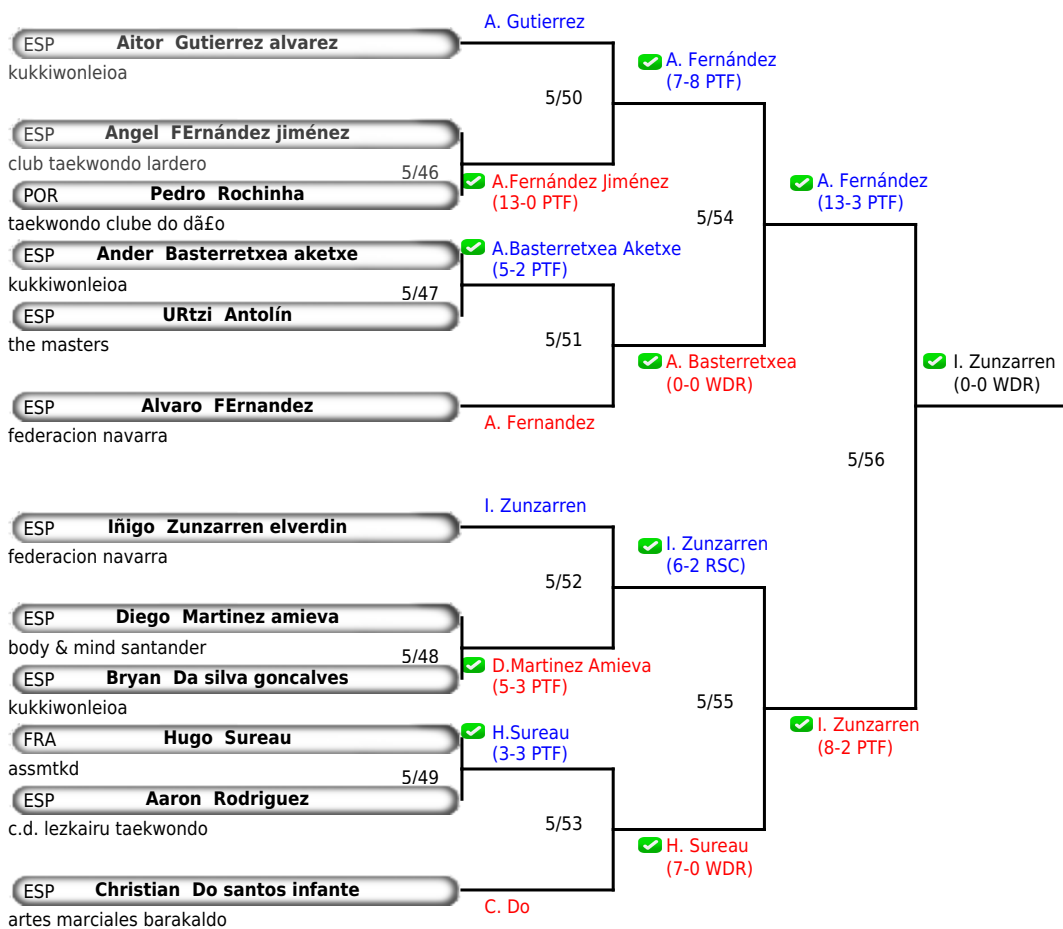 A. Gutierrez
ESP Aitor Gutierrez alvarez
kukkiwonleioa
A. Fernández
(7-8 PTF)
5/50
ESP Angel FErnández jiménez
club taekwondo lardero
5/46
A.Fernández Jiménez
(13-0 PTF)
POR Pedro Rochinha
taekwondo clube do dã£o
A. Fernández
(13-3 PTF)
5/54
ESP Ander Basterretxea aketxe
kukkiwonleioa
A.Basterretxea Aketxe
(5-2 PTF)
5/47
ESP URtzi Antolín
the masters
5/51
A. Basterretxea
(0-0 WDR)
I. Zunzarren
(0-0 WDR)
ESP Alvaro FErnandez
federacion navarra
A. Fernandez
5/56
I. Zunzarren
ESP Iñigo Zunzarren elverdin
federacion navarra
I. Zunzarren
(6-2 RSC)
5/52
ESP Diego Martinez amieva
body & mind santander
5/48
D.Martinez Amieva
(5-3 PTF)
ESP Bryan Da silva goncalves
kukkiwonleioa
5/55
I. Zunzarren
(8-2 PTF)
FRA Hugo Sureau
assmtkd
H.Sureau
(3-3 PTF)
5/49
ESP Aaron Rodriguez
c.d. lezkairu taekwondo
5/53
H. Sureau
(7-0 WDR)
ESP Christian Do santos infante
artes marciales barakaldo
C. Do